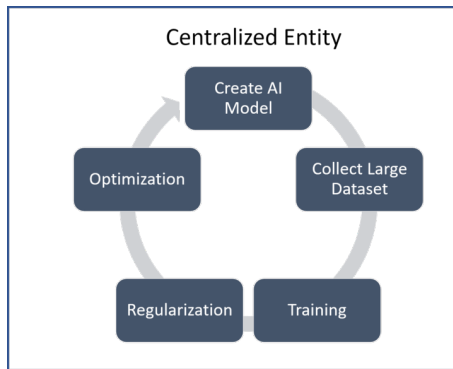 Centralized Entity
Create AI
Model
Collect Large
Dataset
Training
Regularization
Optimization